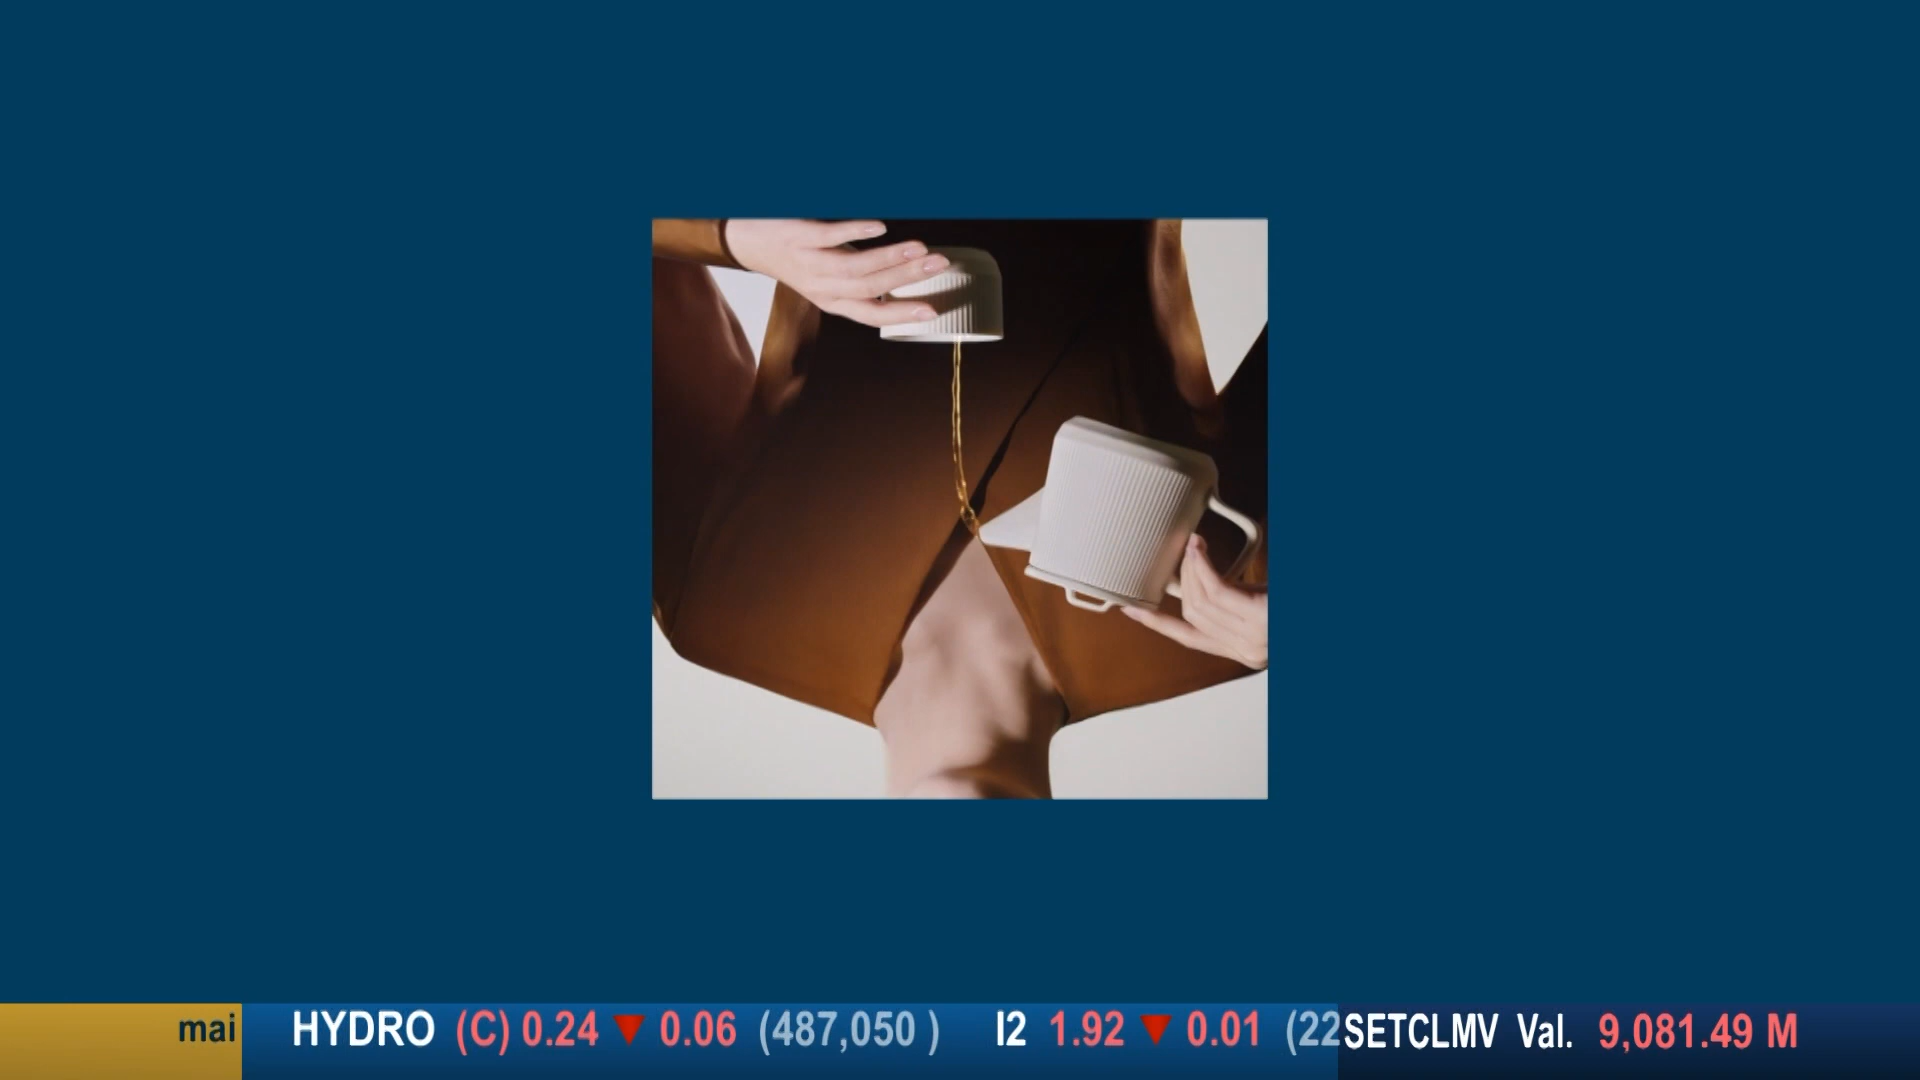 mai HYDRO (C) 0.24 ▼ 0.06 (487,050 ) I2 1.92 ▼ 0.01 (22 SETCLMV Val. 9,081.49 M